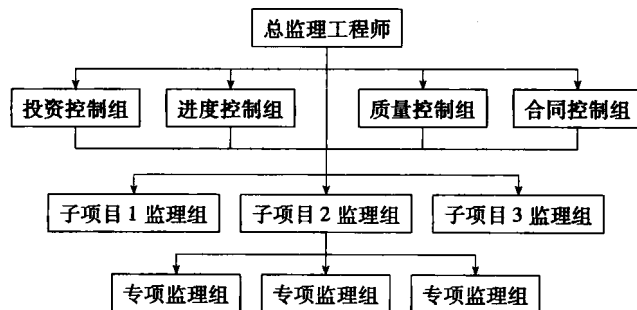 总监理工程师
投资控制组 进度控制组 质量控制组 合同控制组
子项目1监理组 子项目2监理组 子项目3监理组
专项监理组 专项监理组 专项监理组